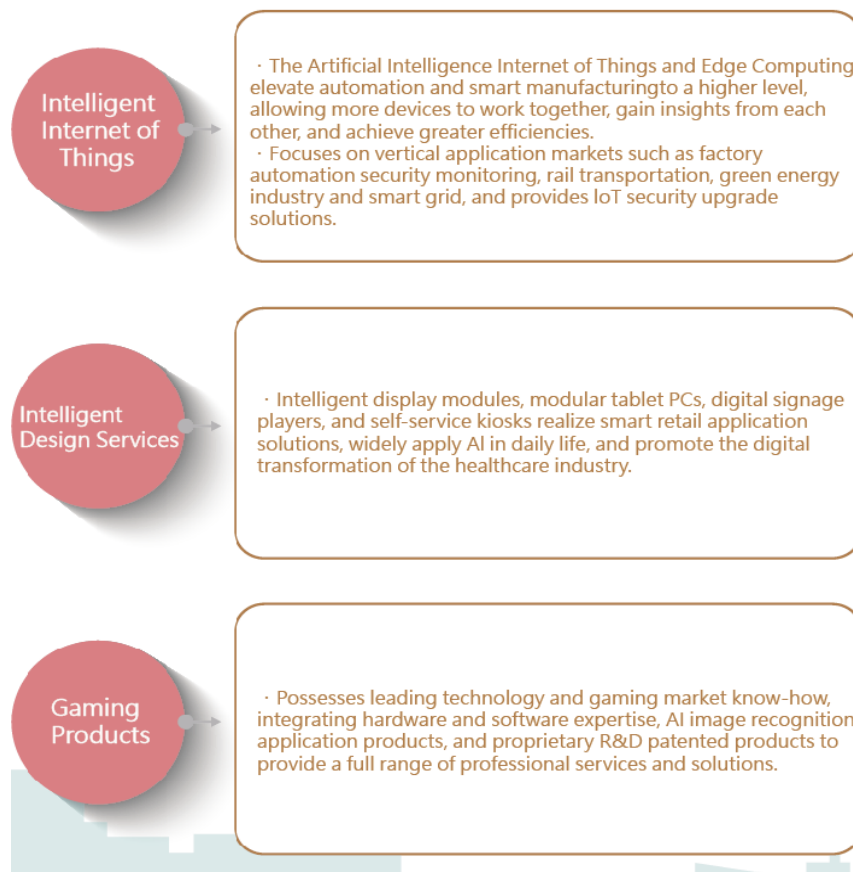 Intelligent
Internet of
Things
· The Artificial Intelligence Internet of Things and Edge Computing
elevate automation and smart manufacturingto a higher level,
allowing more devices to work together, gain insights from each
other, and achieve greater efficiencies.
· Focuses on vertical application markets such as factory
automation security monitoring, rail transportation, green energy
industry and smart grid, and provides IoT security upgrade
solutions.
Intelligent
Design Services
· Intelligent display modules, modular tablet PCs, digital signage
players, and self-service kiosks realize smart retail application
solutions, widely apply AI in daily life, and promote the digital
transformation of the healthcare industry.
Gaming
Products
· Possesses leading technology and gaming market know-how,
integrating hardware and software expertise, AI image recognition
application products, and proprietary R&D patented products to
provide a full range of professional services and solutions.